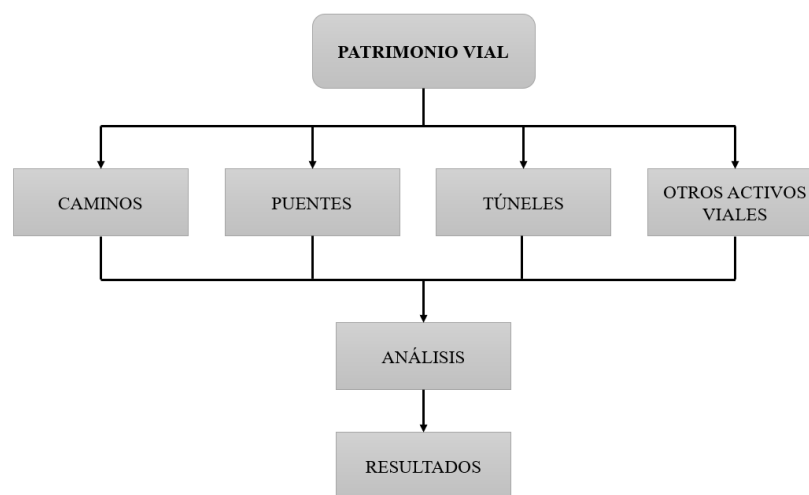 PATRIMONIO VIAL
CAMINOS
PUENTES
TÚNELES
OTROS ACTIVOS
VIALES
ANÁLISIS
RESULTADOS